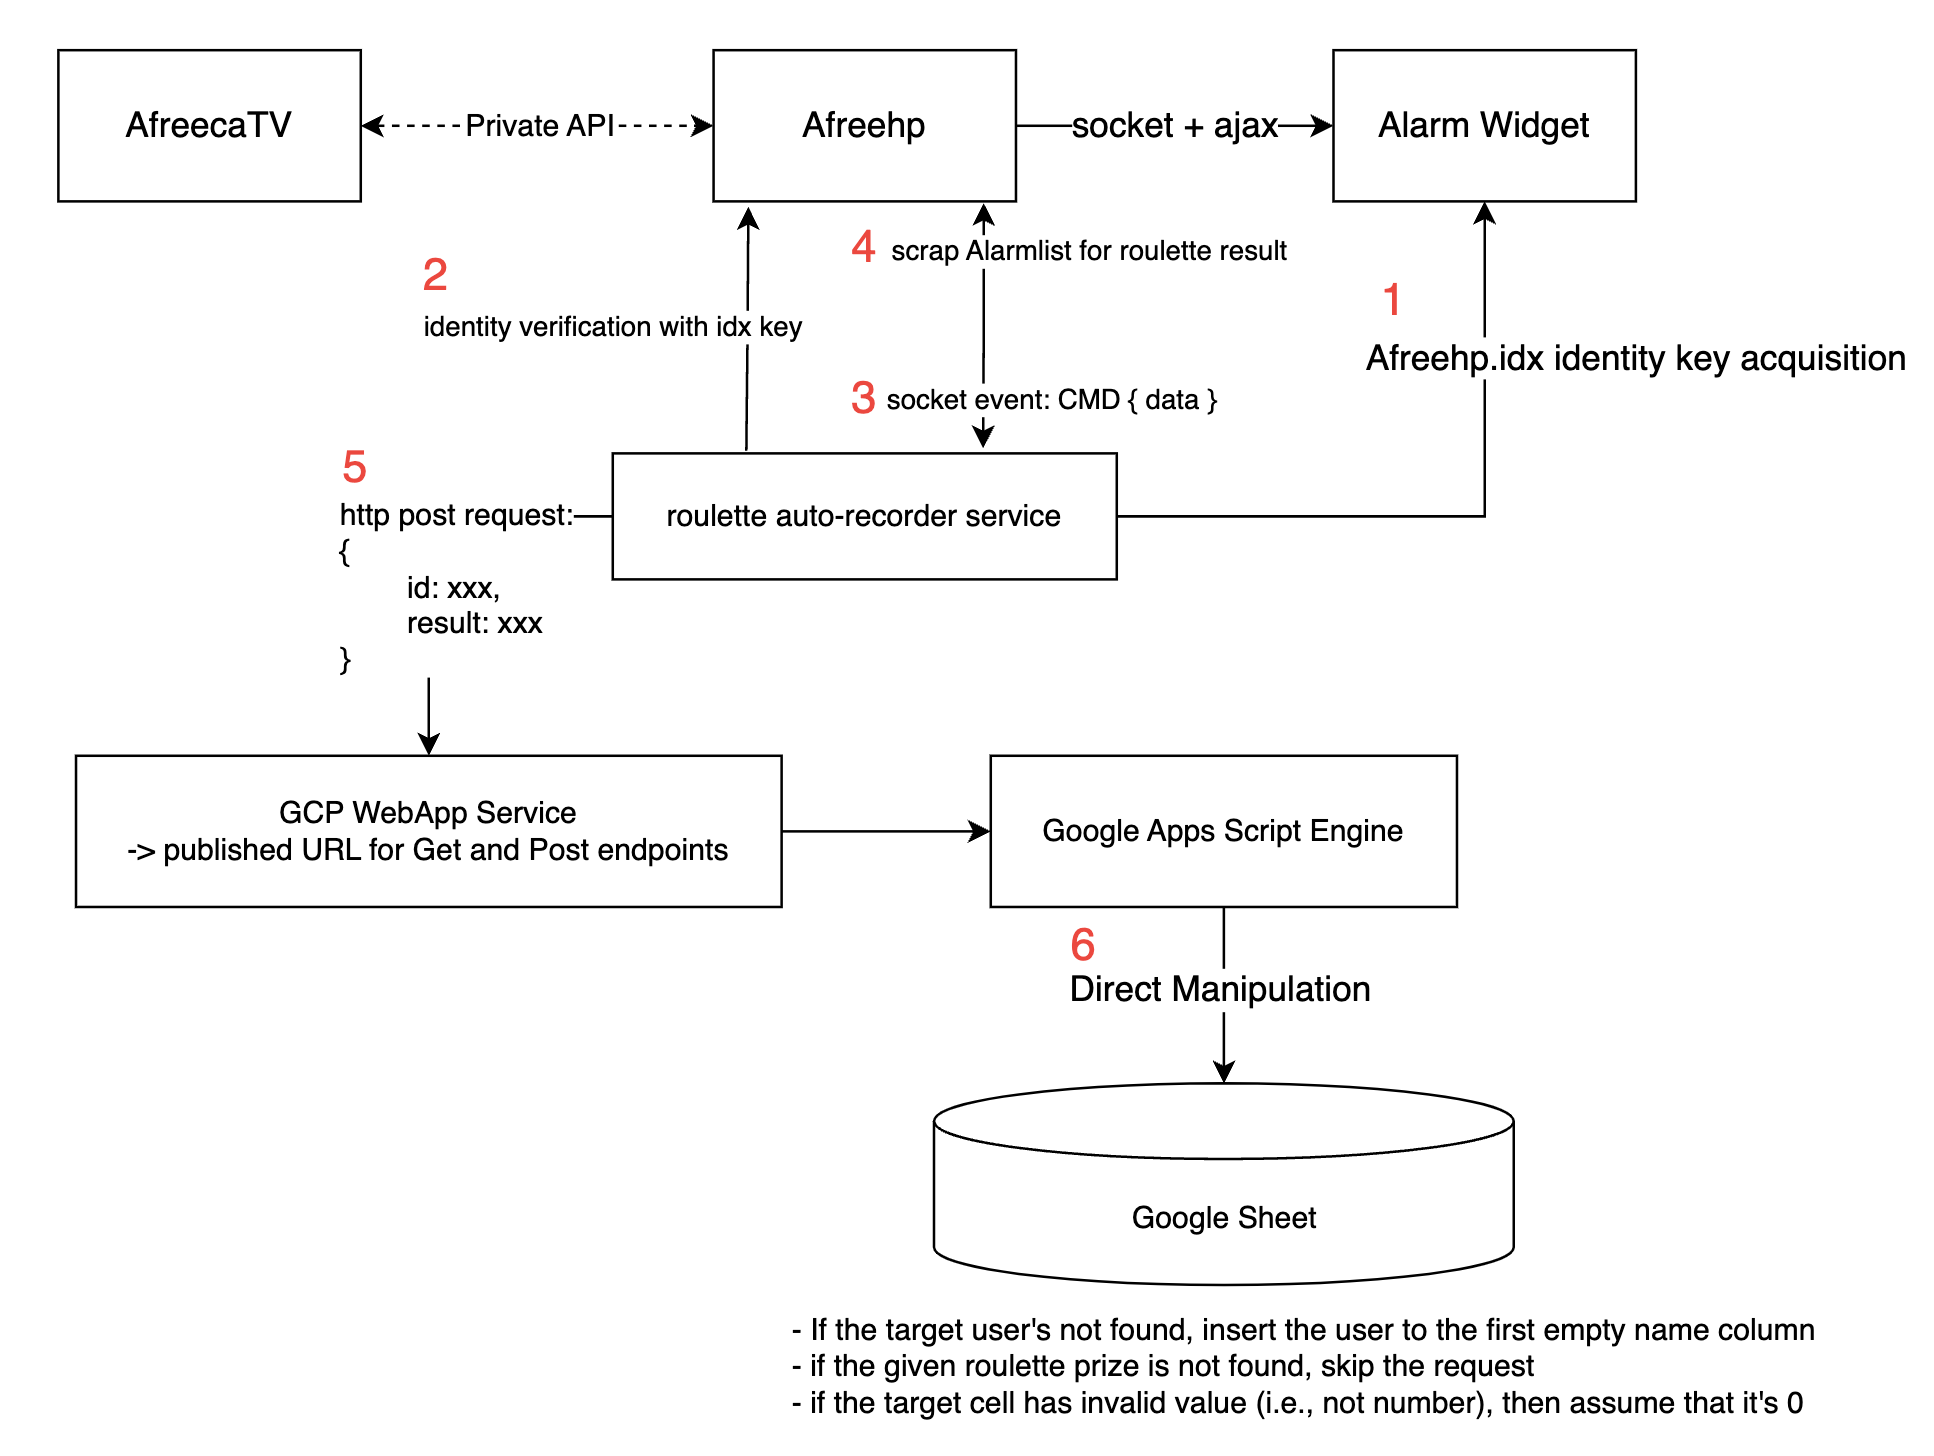 AfreecaTV
Private API
Afreehp
socket + ajax
Alarm Widget
2
identity verification with idx key
4 scrap Alarmlist for roulette result
3 socket event: CMD { data }
1
Afreehp.idx identity key acquisition
5
http post request:
{
id: xxx,
result: xxx
}
roulette auto-recorder service
GCP WebApp Service
-> published URL for Get and Post endpoints
Google Apps Script Engine
6
Direct Manipulation
Google Sheet
- If the target user's not found, insert the user to the first empty name column
- if the given roulette prize is not found, skip the request
- if the target cell has invalid value (i.e., not number), then assume that it's 0